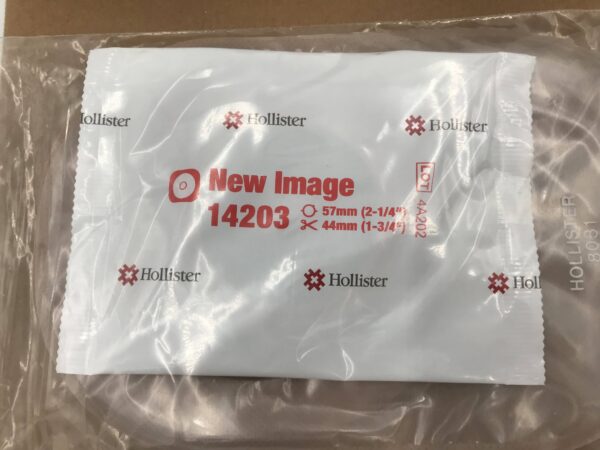 Hollister
Hollister
Hollister
New Image
14203
57mm (2-1/4")
44mm (1-3/4")
LOT 4A202
Hollister
Hollister
Holl
HOLLISTER
8031